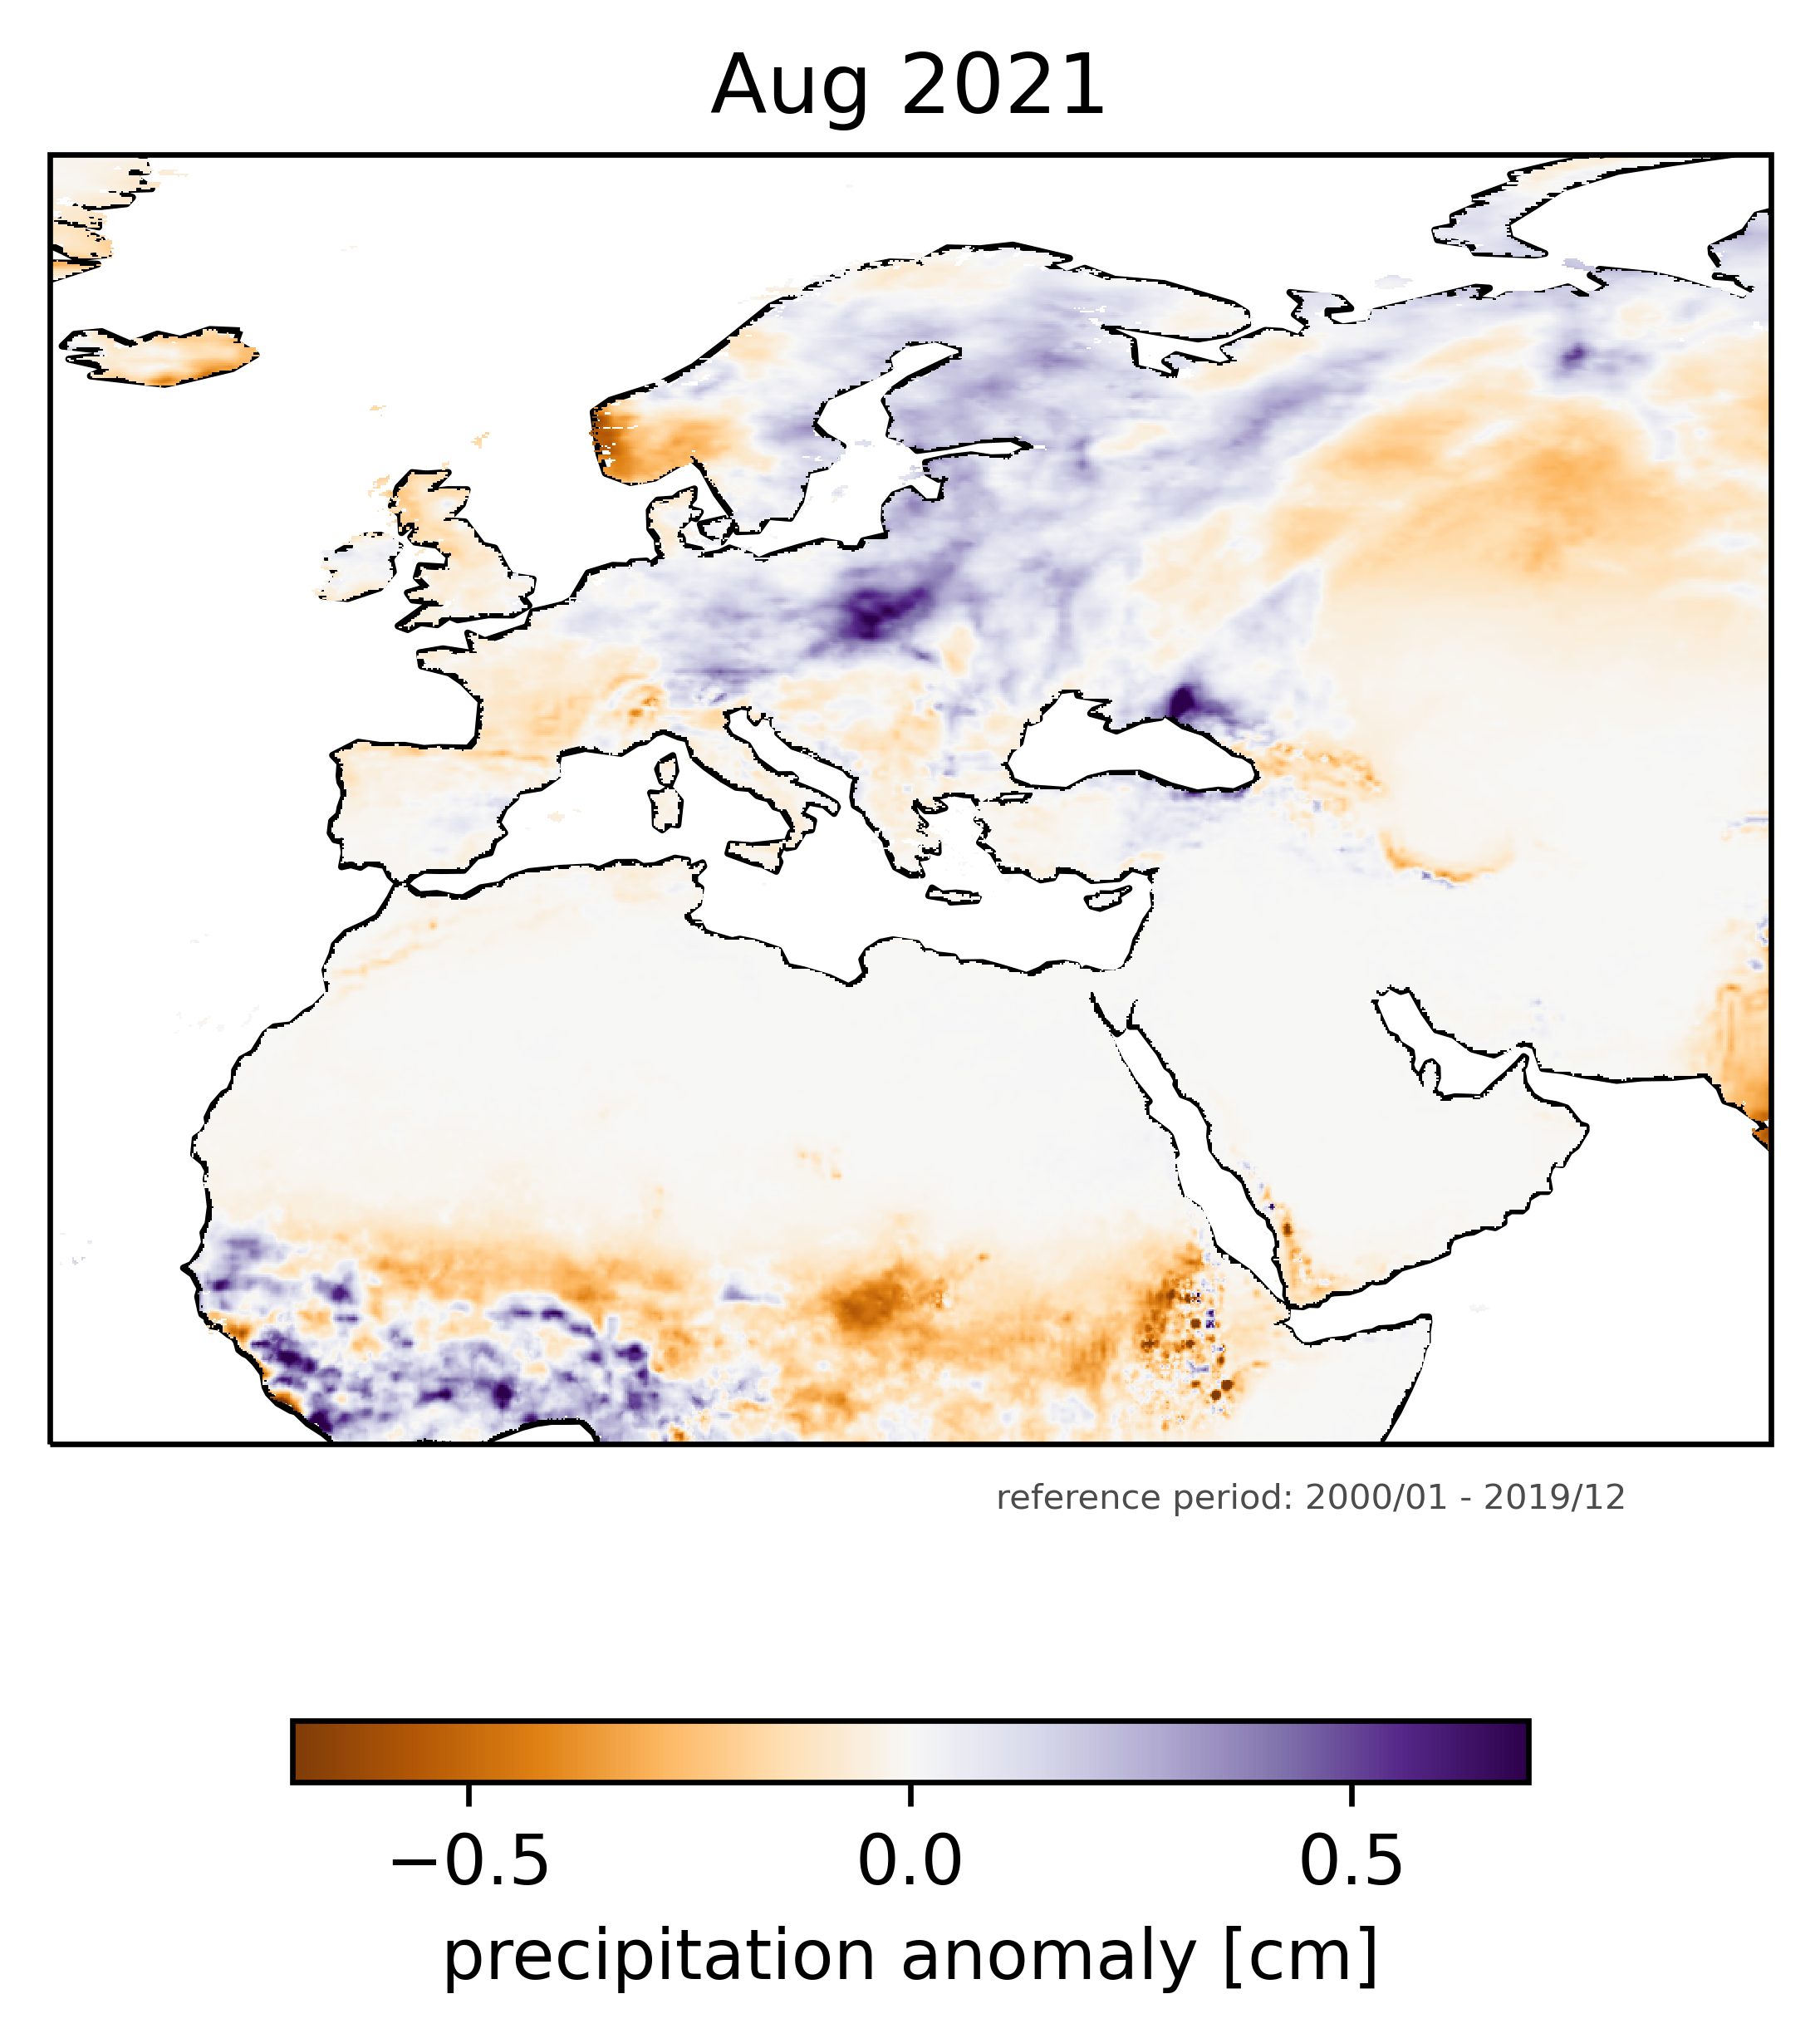 Aug 2021
reference period: 2000/01 - 2019/12
−0.5 0.0 0.5
precipitation anomaly [cm]